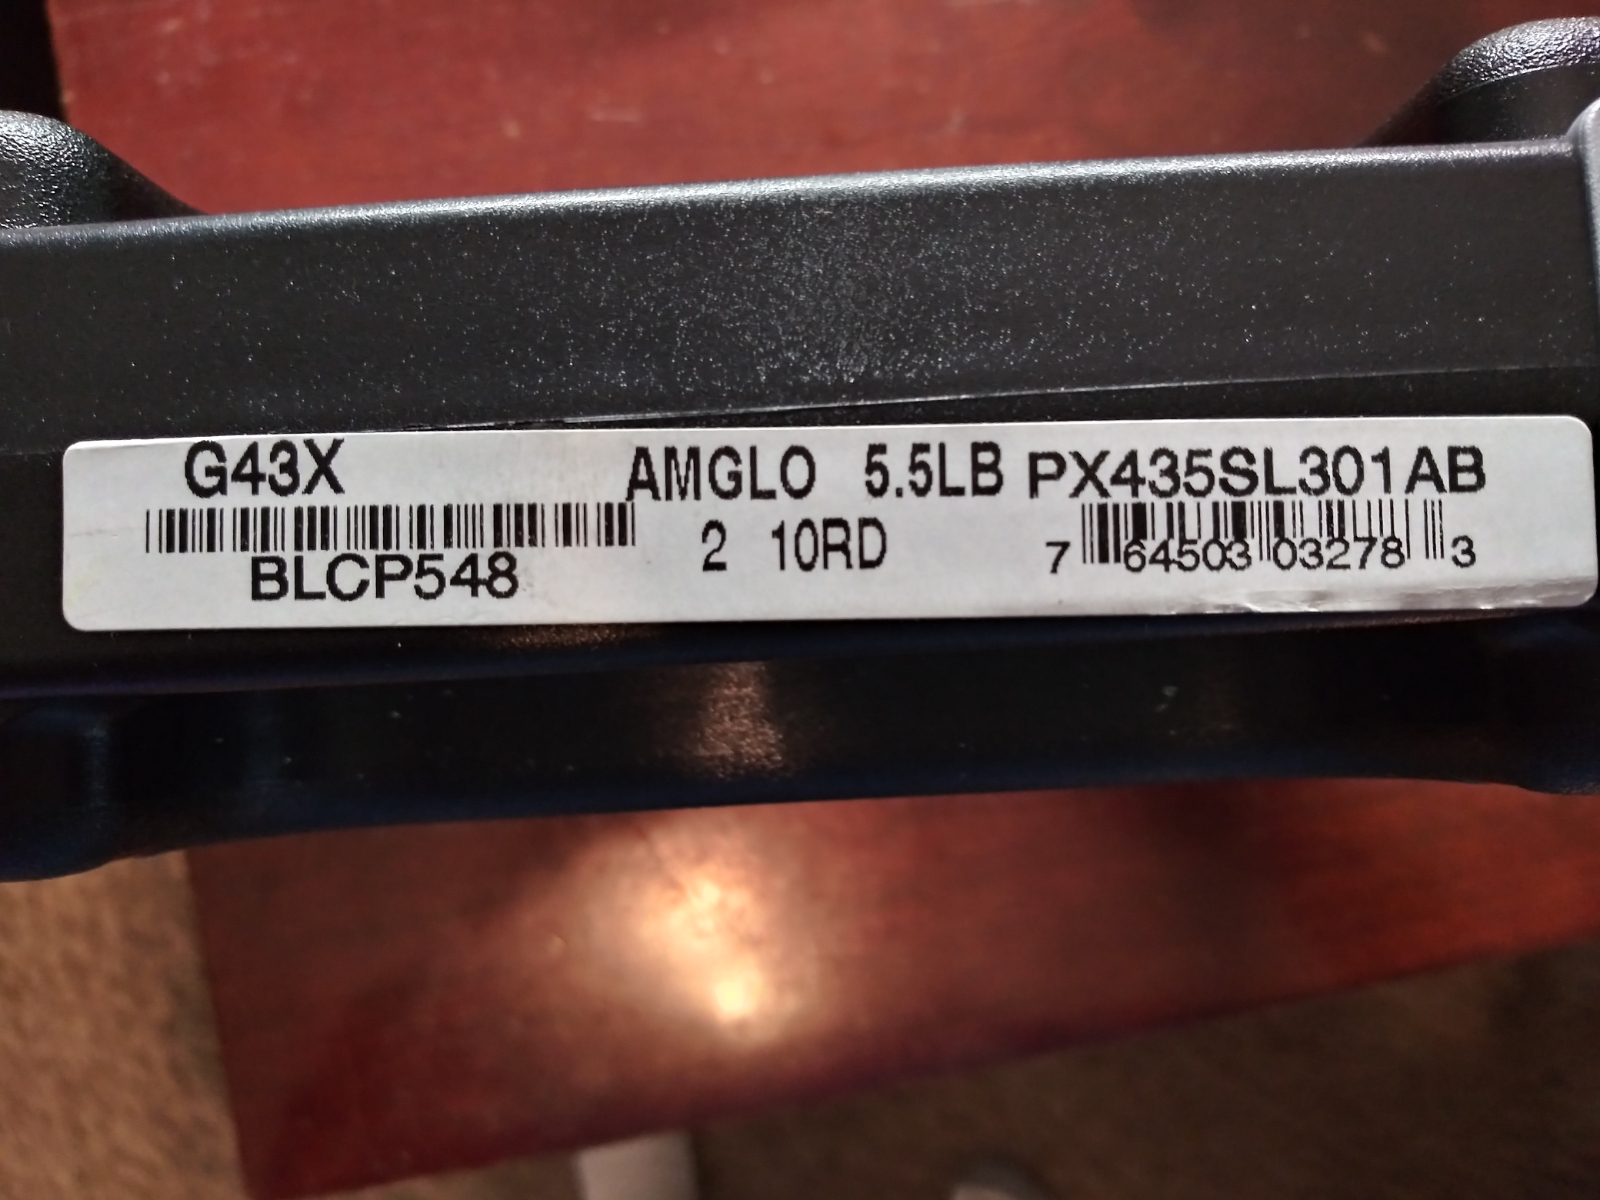 G43X AMGLO 5.5LB PX435SL301AB
BLCP548 2 10RD 7 64503 03278 3